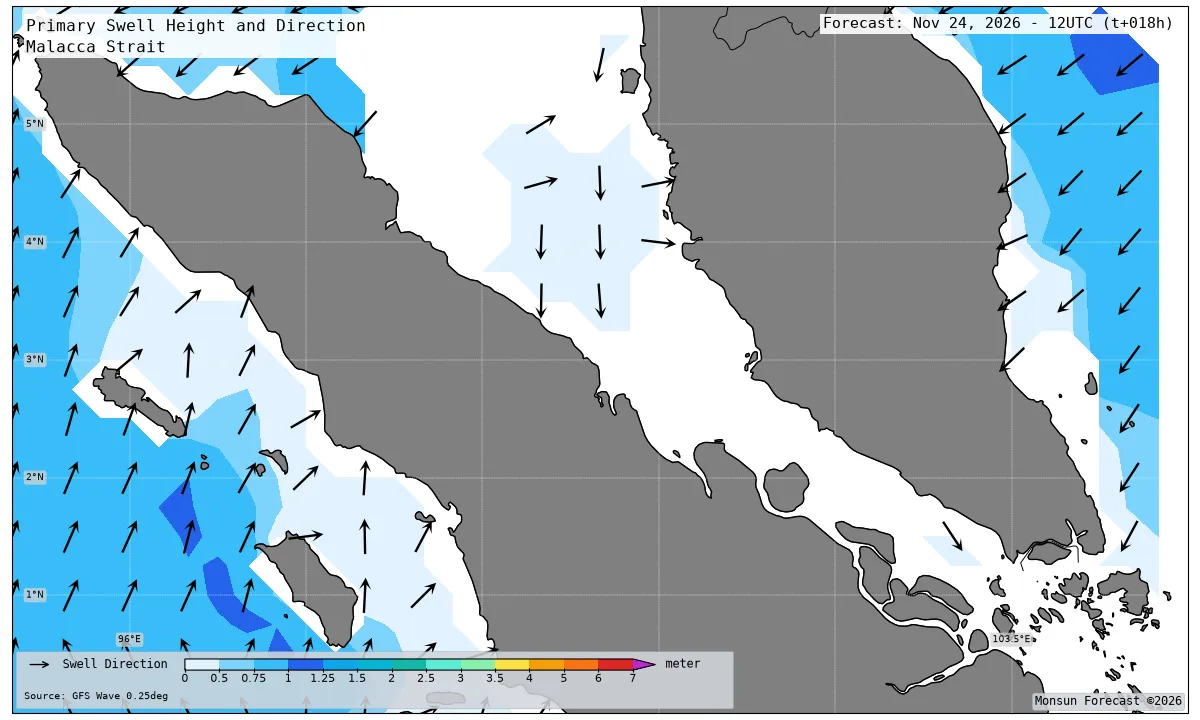 Primary Swell Height and Direction
Malacca Strait
Forecast: Nov 24, 2026 - 12UTC (t+018h)
5°N
4°N
3°N
2°N
1°N
96°E
103.5°E
Swell Direction
0 0.5 0.75 1 1.25 1.5 2 2.5 3 3.5 4 5 6 7
meter
Source: GFS Wave 0.25deg
Monsun Forecast ©2026